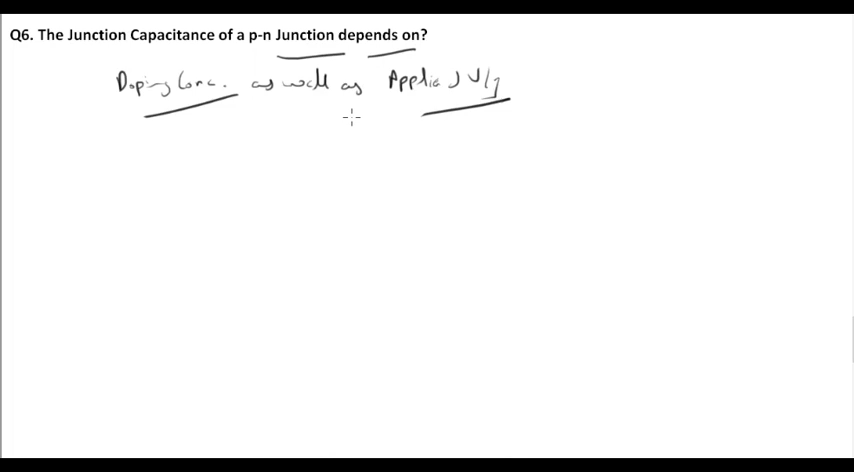 Q6. The Junction Capacitance of a p-n Junction depends on?
Doping Conc. as well as Applied V/g